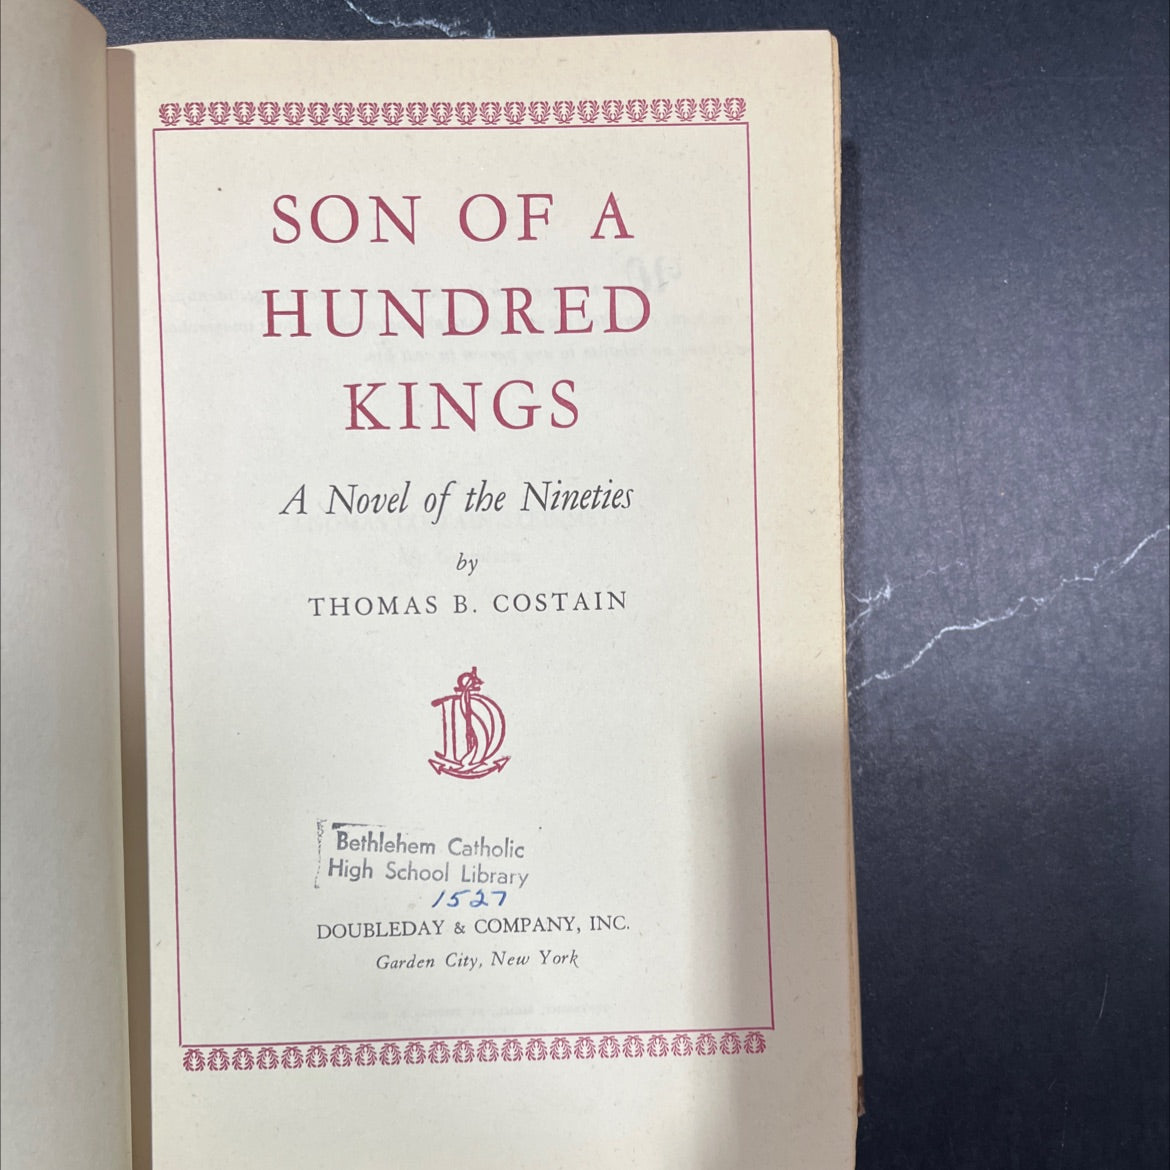 SON OF A
HUNDRED
KINGS
A Novel of the Nineties
by
THOMAS B. COSTAIN
Bethlehem Catholic
High School Library
1527
DOUBLEDAY & COMPANY, INC.
Garden City, New York